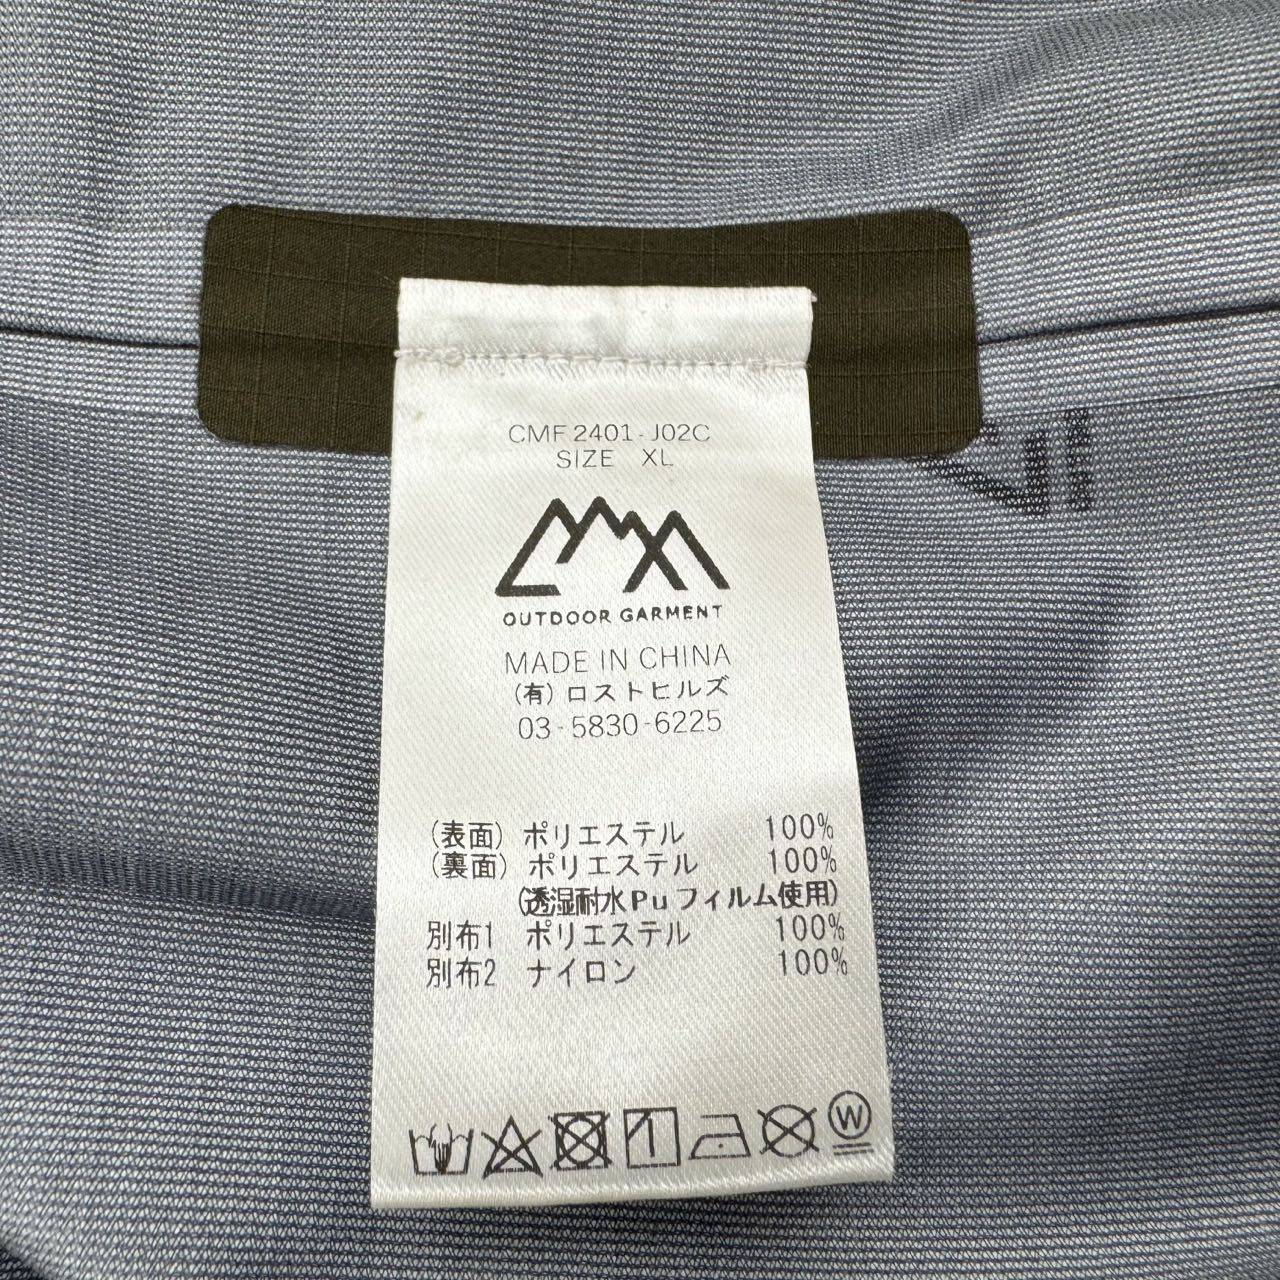 CMF2401-J02C
SIZE XL
OUTDOOR GARMENT
MADE IN CHINA
(有)ロストヒルズ
03-5830-6225
(表面) ポリエステル 100%
(裏面) ポリエステル 100%
(透湿耐水Puフィルム使用)
別布1 ポリエステル 100%
別布2 ナイロン 100%
W